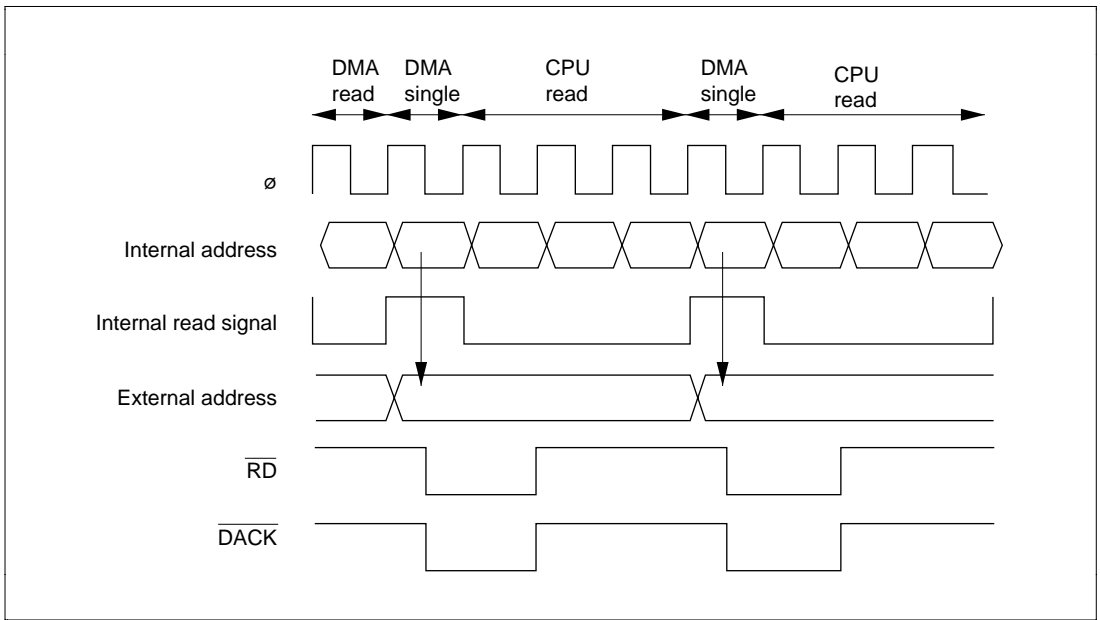 DMA read
DMA single
CPU read
DMA single
CPU read
ø
Internal address
Internal read signal
External address
RD
DACK